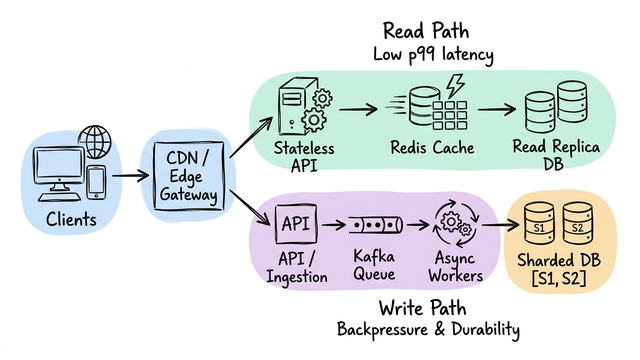 Read Path
Low p99 latency
Stateless
API
Redis Cache
Read Replica
DB
Clients
CDN /
Edge
Gateway
API
API /
Ingestion
Kafka
Queue
Async
Workers
S1
S2
Sharded DB
[S1, S2]
Write Path
Backpressure & Durability